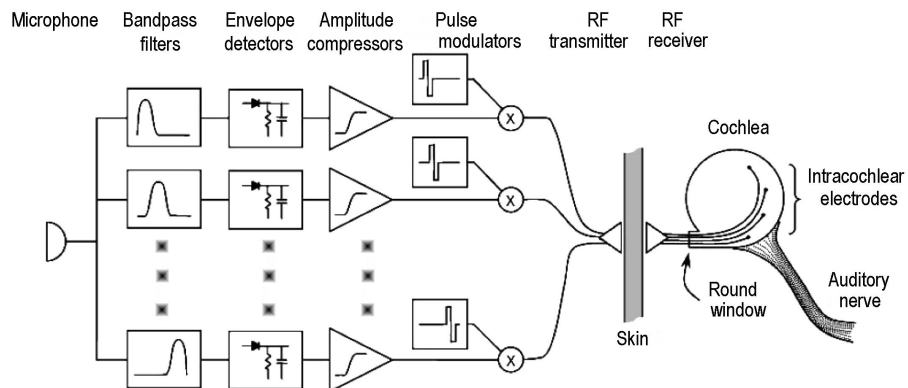 Microphone
Bandpass
filters
Envelope
detectors
Amplitude
compressors
Pulse
modulators
RF
transmitter
RF
receiver
X
X
X
Cochlea
Intracochlear
electrodes
Round
window
Auditory
nerve
Skin